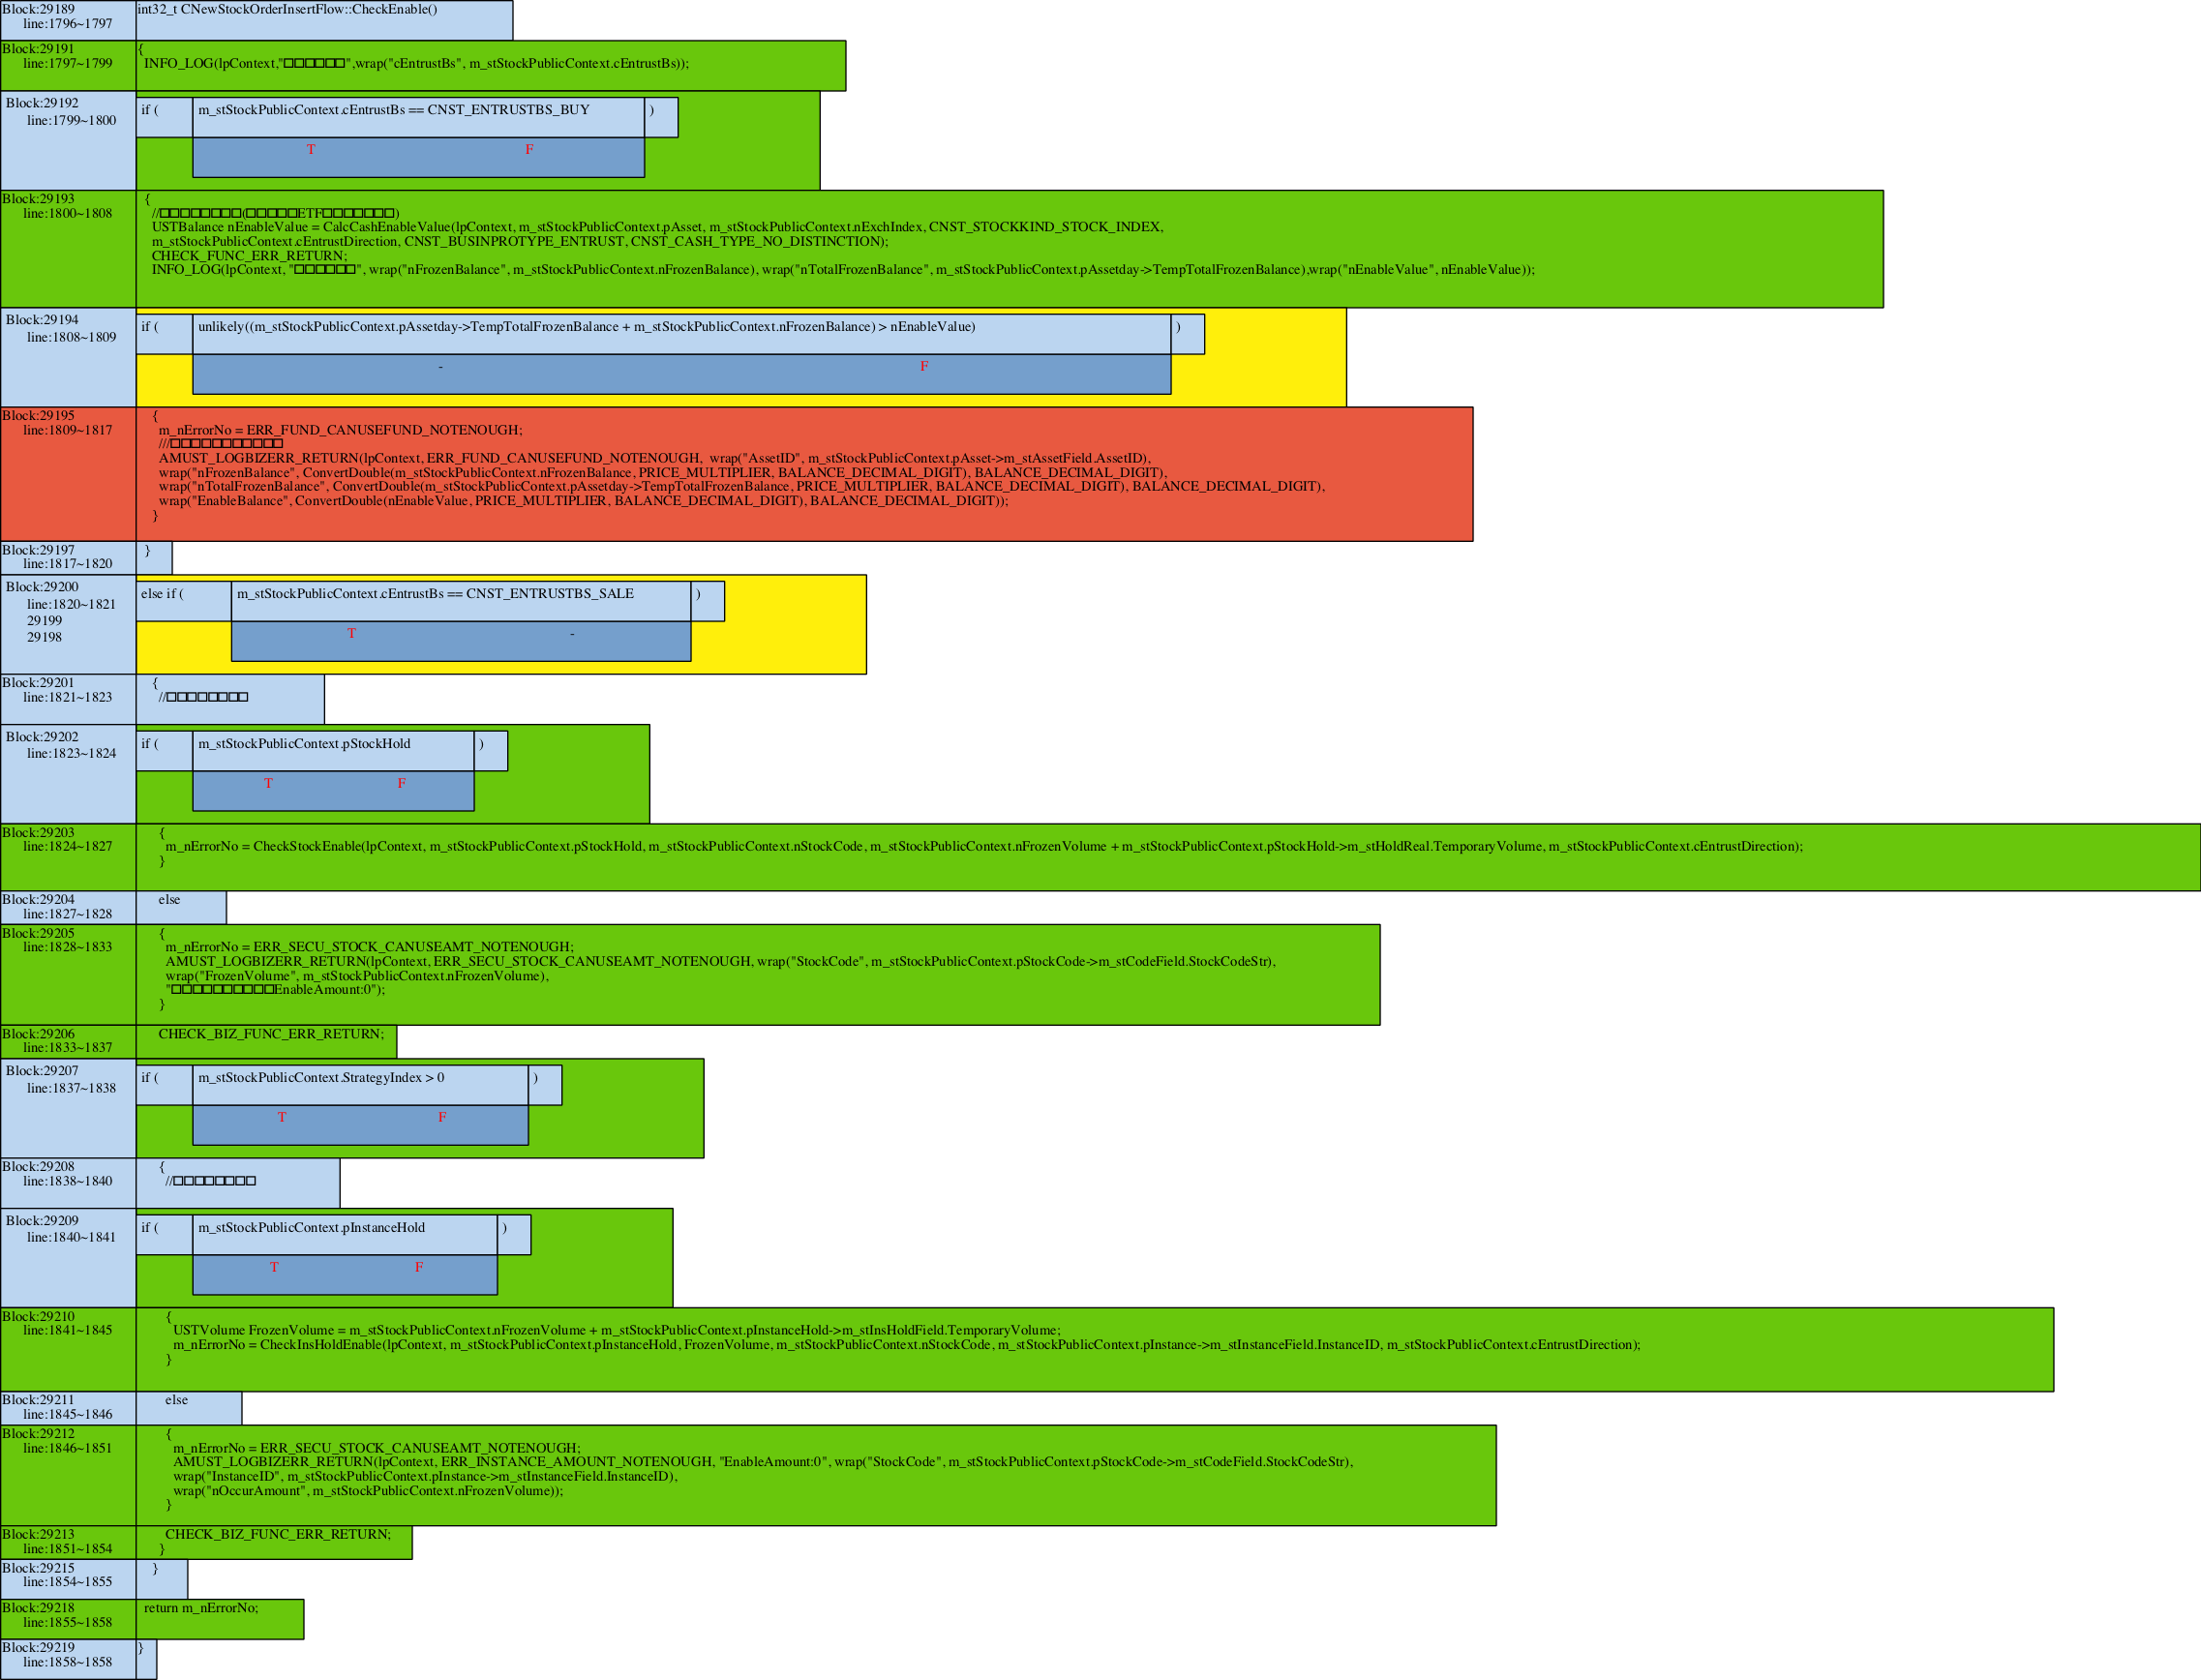 Block:29189 int32_t CNewStockOrderInsertFlow::CheckEnable()
line:1796~1797
Block:29191 {
line:1797~1799 INFO_LOG(lpContext,"□□□□□□",wrap("cEntrustBs", m_stStockPublicContext.cEntrustBs));
Block:29192 if ( m_stStockPublicContext.cEntrustBs == CNST_ENTRUSTBS_BUY )
line:1799~1800
T F
Block:29193 {
line:1800~1808 //□□□□□□□□(□□□□□ETF□□□□□□□)
USTBalance nEnableValue = CalcCashEnableValue(lpContext, m_stStockPublicContext.pAsset, m_stStockPublicContext.nExchIndex, CNST_STOCKKIND_STOCK_INDEX,
m_stStockPublicContext.cEntrustDirection, CNST_BUSINPROTYPE_ENTRUST, CNST_CASH_TYPE_NO_DISTINCTION);
CHECK_FUNC_ERR_RETURN;
INFO_LOG(lpContext, "□□□□□□", wrap("nFrozenBalance", m_stStockPublicContext.nFrozenBalance), wrap("nTotalFrozenBalance", m_stStockPublicContext.pAssetday->TempTotalFrozenBalance),wrap("nEnableValue", nEnableValue));
Block:29194 if ( unlikely((m_stStockPublicContext.pAssetday->TempTotalFrozenBalance + m_stStockPublicContext.nFrozenBalance) > nEnableValue) )
line:1808~1809
- F
Block:29195 {
line:1809~1817 m_nErrorNo = ERR_FUND_CANUSEFUND_NOTENOUGH;
///□□□□□□□□□□□
AMUST_LOGBIZERR_RETURN(lpContext, ERR_FUND_CANUSEFUND_NOTENOUGH, wrap("AssetID", m_stStockPublicContext.pAsset->m_stAssetField.AssetID),
wrap("nFrozenBalance", ConvertDouble(m_stStockPublicContext.nFrozenBalance, PRICE_MULTIPLIER, BALANCE_DECIMAL_DIGIT), BALANCE_DECIMAL_DIGIT),
wrap("nTotalFrozenBalance", ConvertDouble(m_stStockPublicContext.pAssetday->TempTotalFrozenBalance, PRICE_MULTIPLIER, BALANCE_DECIMAL_DIGIT), BALANCE_DECIMAL_DIGIT),
wrap("EnableBalance", ConvertDouble(nEnableValue, PRICE_MULTIPLIER, BALANCE_DECIMAL_DIGIT), BALANCE_DECIMAL_DIGIT));
}
Block:29197 }
line:1817~1820
Block:29200 else if ( m_stStockPublicContext.cEntrustBs == CNST_ENTRUSTBS_SALE )
line:1820~1821
29199
T -
29198
Block:29201 {
line:1821~1823 //□□□□□□□□
Block:29202 if ( m_stStockPublicContext.pStockHold )
line:1823~1824
T F
Block:29203 {
line:1824~1827 m_nErrorNo = CheckStockEnable(lpContext, m_stStockPublicContext.pStockHold, m_stStockPublicContext.nStockCode, m_stStockPublicContext.nFrozenVolume + m_stStockPublicContext.pStockHold->m_stHoldReal.TemporaryVolume, m_stStockPublicContext.cEntrustDirection);
}
Block:29204 else
line:1827~1828
Block:29205 {
line:1828~1833 m_nErrorNo = ERR_SECU_STOCK_CANUSEAMT_NOTENOUGH;
AMUST_LOGBIZERR_RETURN(lpContext, ERR_SECU_STOCK_CANUSEAMT_NOTENOUGH, wrap("StockCode", m_stStockPublicContext.pStockCode->m_stCodeField.StockCodeStr),
wrap("FrozenVolume", m_stStockPublicContext.nFrozenVolume),
"□□□□□□□□□□EnableAmount:0");
}
Block:29206 CHECK_BIZ_FUNC_ERR_RETURN;
line:1833~1837
Block:29207 if ( m_stStockPublicContext.StrategyIndex > 0 )
line:1837~1838
T F
Block:29208 {
line:1838~1840 //□□□□□□□□
Block:29209 if ( m_stStockPublicContext.pInstanceHold )
line:1840~1841
T F
Block:29210 {
line:1841~1845 USTVolume FrozenVolume = m_stStockPublicContext.nFrozenVolume + m_stStockPublicContext.pInstanceHold->m_stInsHoldField.TemporaryVolume;
m_nErrorNo = CheckInsHoldEnable(lpContext, m_stStockPublicContext.pInstanceHold, FrozenVolume, m_stStockPublicContext.nStockCode, m_stStockPublicContext.pInstance->m_stInstanceField.InstanceID, m_stStockPublicContext.cEntrustDirection);
}
Block:29211 else
line:1845~1846
Block:29212 {
line:1846~1851 m_nErrorNo = ERR_SECU_STOCK_CANUSEAMT_NOTENOUGH;
AMUST_LOGBIZERR_RETURN(lpContext, ERR_INSTANCE_AMOUNT_NOTENOUGH, "EnableAmount:0", wrap("StockCode", m_stStockPublicContext.pStockCode->m_stCodeField.StockCodeStr),
wrap("InstanceID", m_stStockPublicContext.pInstance->m_stInstanceField.InstanceID),
wrap("nOccurAmount", m_stStockPublicContext.nFrozenVolume));
}
Block:29213 CHECK_BIZ_FUNC_ERR_RETURN;
line:1851~1854 }
Block:29215 }
line:1854~1855
Block:29218 return m_nErrorNo;
line:1855~1858
Block:29219 }
line:1858~1858